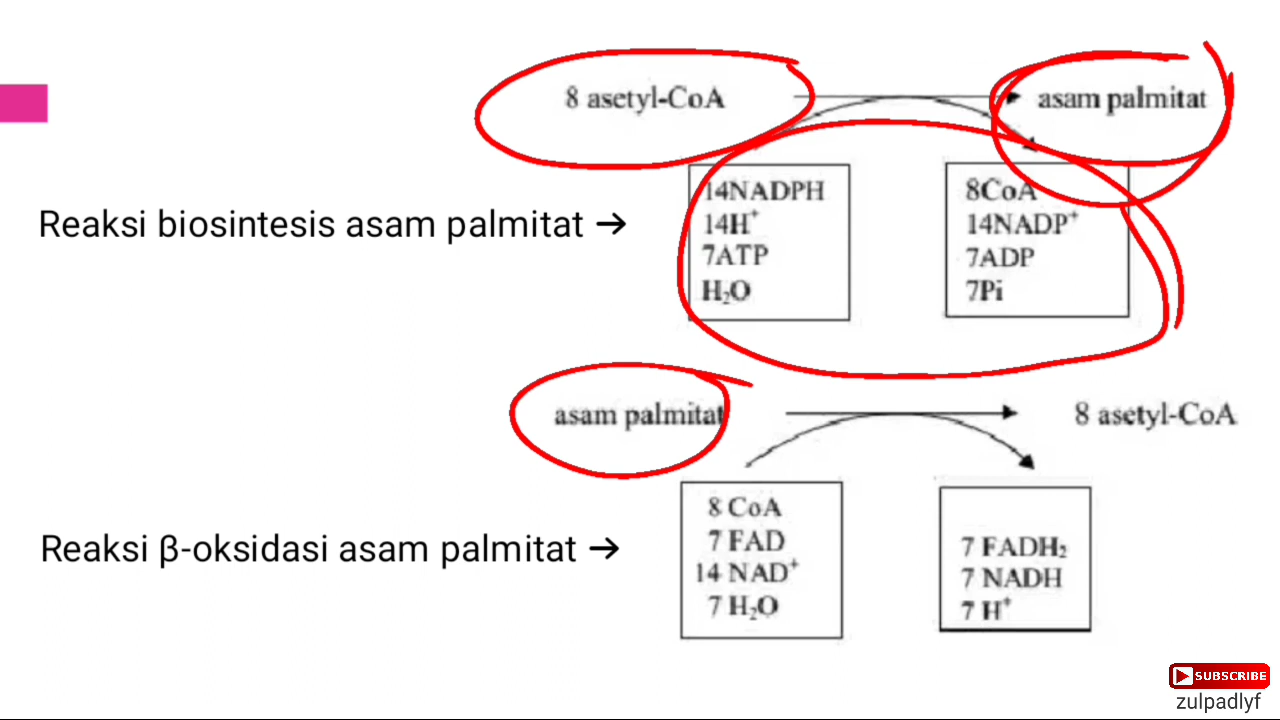 8 asetyl-CoA
asam palmitat
Reaksi biosintesis asam palmitat →
14NADPH
14H⁺
7ATP
H₂O
8CoA
14NADP⁺
7ADP
7Pi
asam palmitat
8 asetyl-CoA
Reaksi β-oksidasi asam palmitat →
8 CoA
7 FAD
14 NAD⁺
7 H₂O
7 FADH₂
7 NADH
7 H⁺
SUBSCRIBE
zulpadlyf